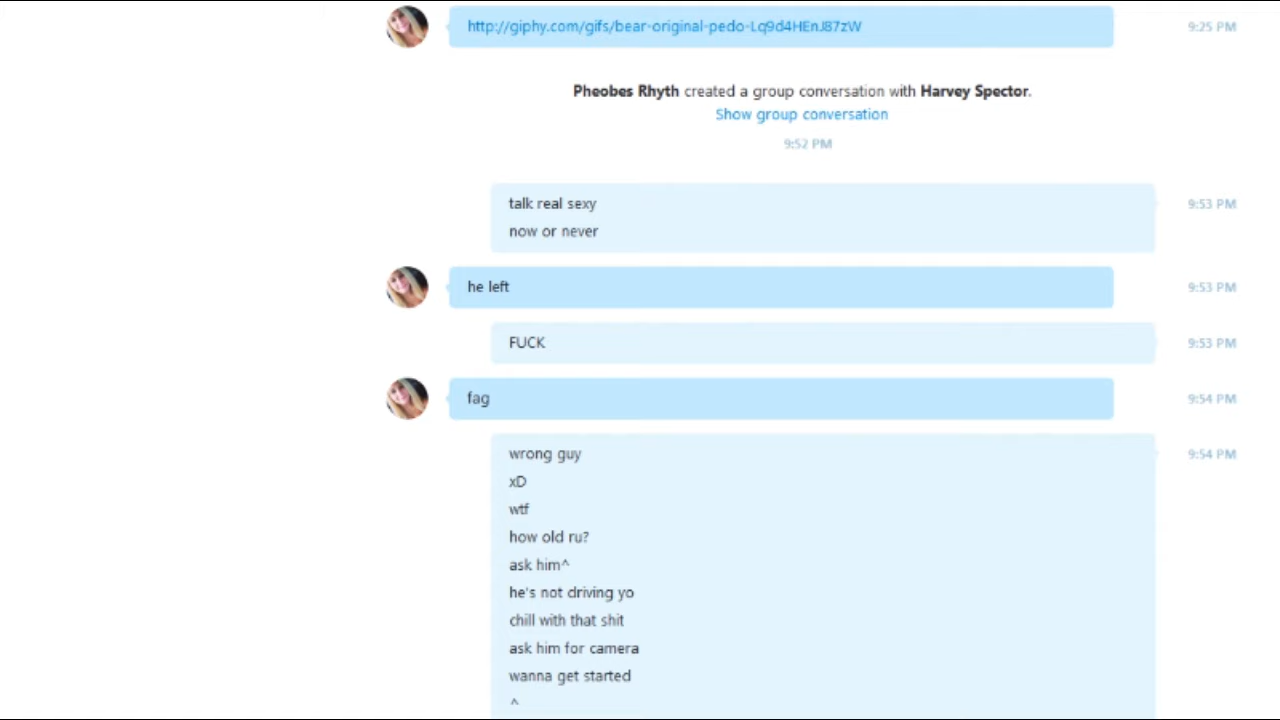 http://giphy.com/gifs/bear-original-pedo-Lq9d4HEnJ87zW 9:25 PM
Pheobes Rhyth created a group conversation with Harvey Spector.
Show group conversation
9:52 PM
talk real sexy 9:53 PM
now or never
he left 9:53 PM
FUCK 9:53 PM
fag 9:54 PM
wrong guy 9:54 PM
xD
wtf
how old ru?
ask him^
he's not driving yo
chill with that shit
ask him for camera
wanna get started
^